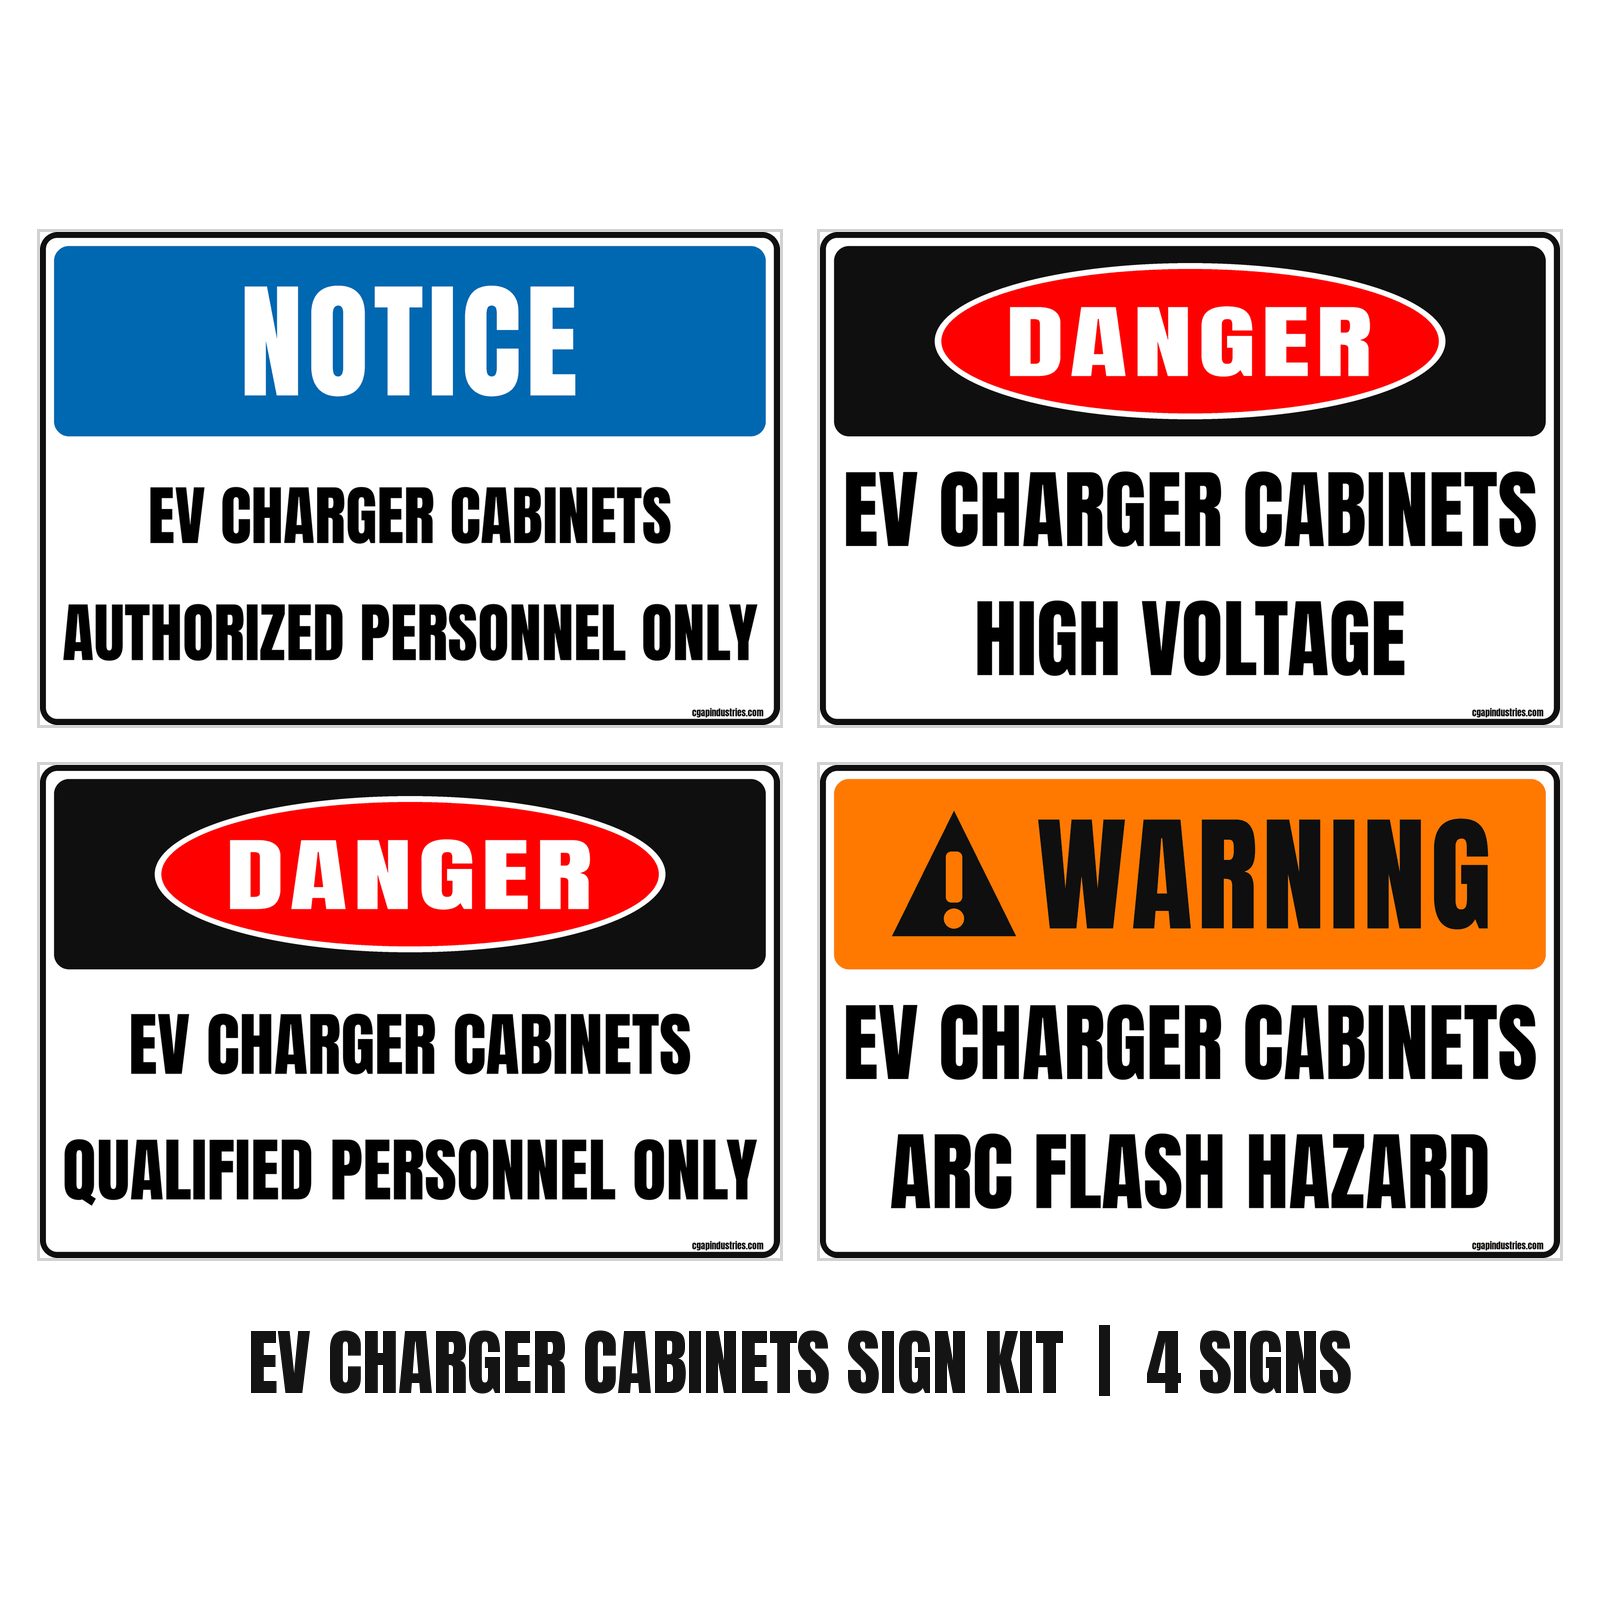 NOTICE
EV CHARGER CABINETS
AUTHORIZED PERSONNEL ONLY
cgapindustries.com
DANGER
EV CHARGER CABINETS
HIGH VOLTAGE
cgapindustries.com
DANGER
EV CHARGER CABINETS
QUALIFIED PERSONNEL ONLY
cgapindustries.com
WARNING
EV CHARGER CABINETS
ARC FLASH HAZARD
cgapindustries.com
EV CHARGER CABINETS SIGN KIT | 4 SIGNS